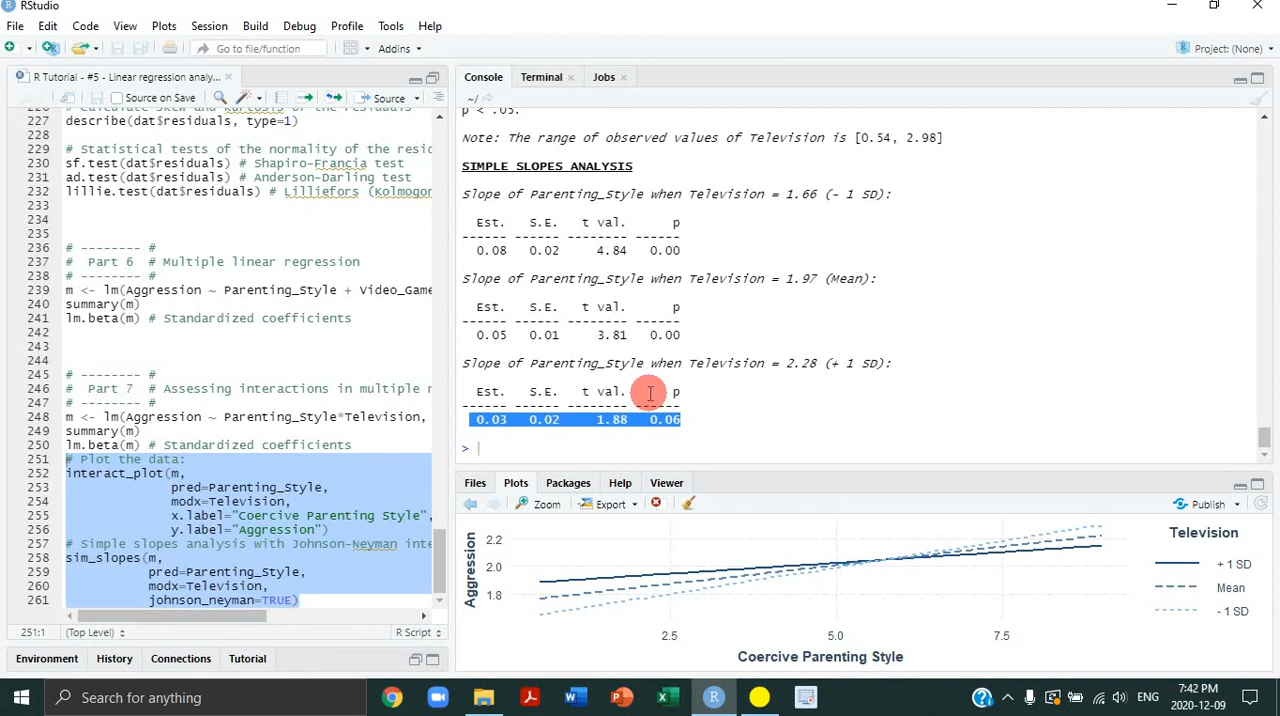 RStudio
File Edit Code View Plots Session Build Debug Profile Tools Help
Go to file/function
Addins
Project: (None)
R Tutorial - #5 - Linear regression analy...
Source on Save
Source
227 describe(dat$residuals, type=1)
228
229 # Statistical tests of the normality of the resid
230 sf.test(dat$residuals) # Shapiro-Francia test
231 ad.test(dat$residuals) # Anderson-Darling test
232 lillie.test(dat$residuals) # Lilliefors (Kolmogor
233
234
235
236 # -------- #
237 #  Part 6  # Multiple linear regression
238 # -------- #
239 m <- lm(Aggression ~ Parenting_Style + Video_Game
240 summary(m)
241 lm.beta(m) # Standardized coefficients
242
243
244
245 # -------- #
246 #  Part 7  # Assessing interactions in multiple r
247 # -------- #
248 m <- lm(Aggression ~ Parenting_Style*Television,
249 summary(m)
250 lm.beta(m) # Standardized coefficients
251 # Plot the data:
252 interact_plot(m,
253 pred=Parenting_Style,
254 modx=Television,
255 x.label="Coercive Parenting Style",
256 y.label="Aggression")
257 # Simple slopes analysis with Johnson-Neyman inte
258 sim_slopes(m,
259 pred=Parenting_Style,
260 modx=Television,
261 johnson_neyman=TRUE)
251:1 (Top Level) R Script
Environment History Connections Tutorial
Console Terminal Jobs
~/
p < .05.
Note: The range of observed values of Television is [0.54, 2.98]
SIMPLE SLOPES ANALYSIS
Slope of Parenting_Style when Television = 1.66 (- 1 SD):
Est. S.E. t val. p
------ ------ -------- ------
0.08 0.02 4.84 0.00
Slope of Parenting_Style when Television = 1.97 (Mean):
Est. S.E. t val. p
------ ------ -------- ------
0.05 0.01 3.81 0.00
Slope of Parenting_Style when Television = 2.28 (+ 1 SD):
Est. S.E. t val. p
------ ------ -------- ------
0.03 0.02 1.88 0.06
>
Files Plots Packages Help Viewer
Zoom Export Publish
Aggression
2.2
2.0
1.8
2.5 5.0 7.5
Coercive Parenting Style
Television
+ 1 SD
Mean
- 1 SD
Type here to search
Search for anything
ENG
7:42 PM
2020-12-09